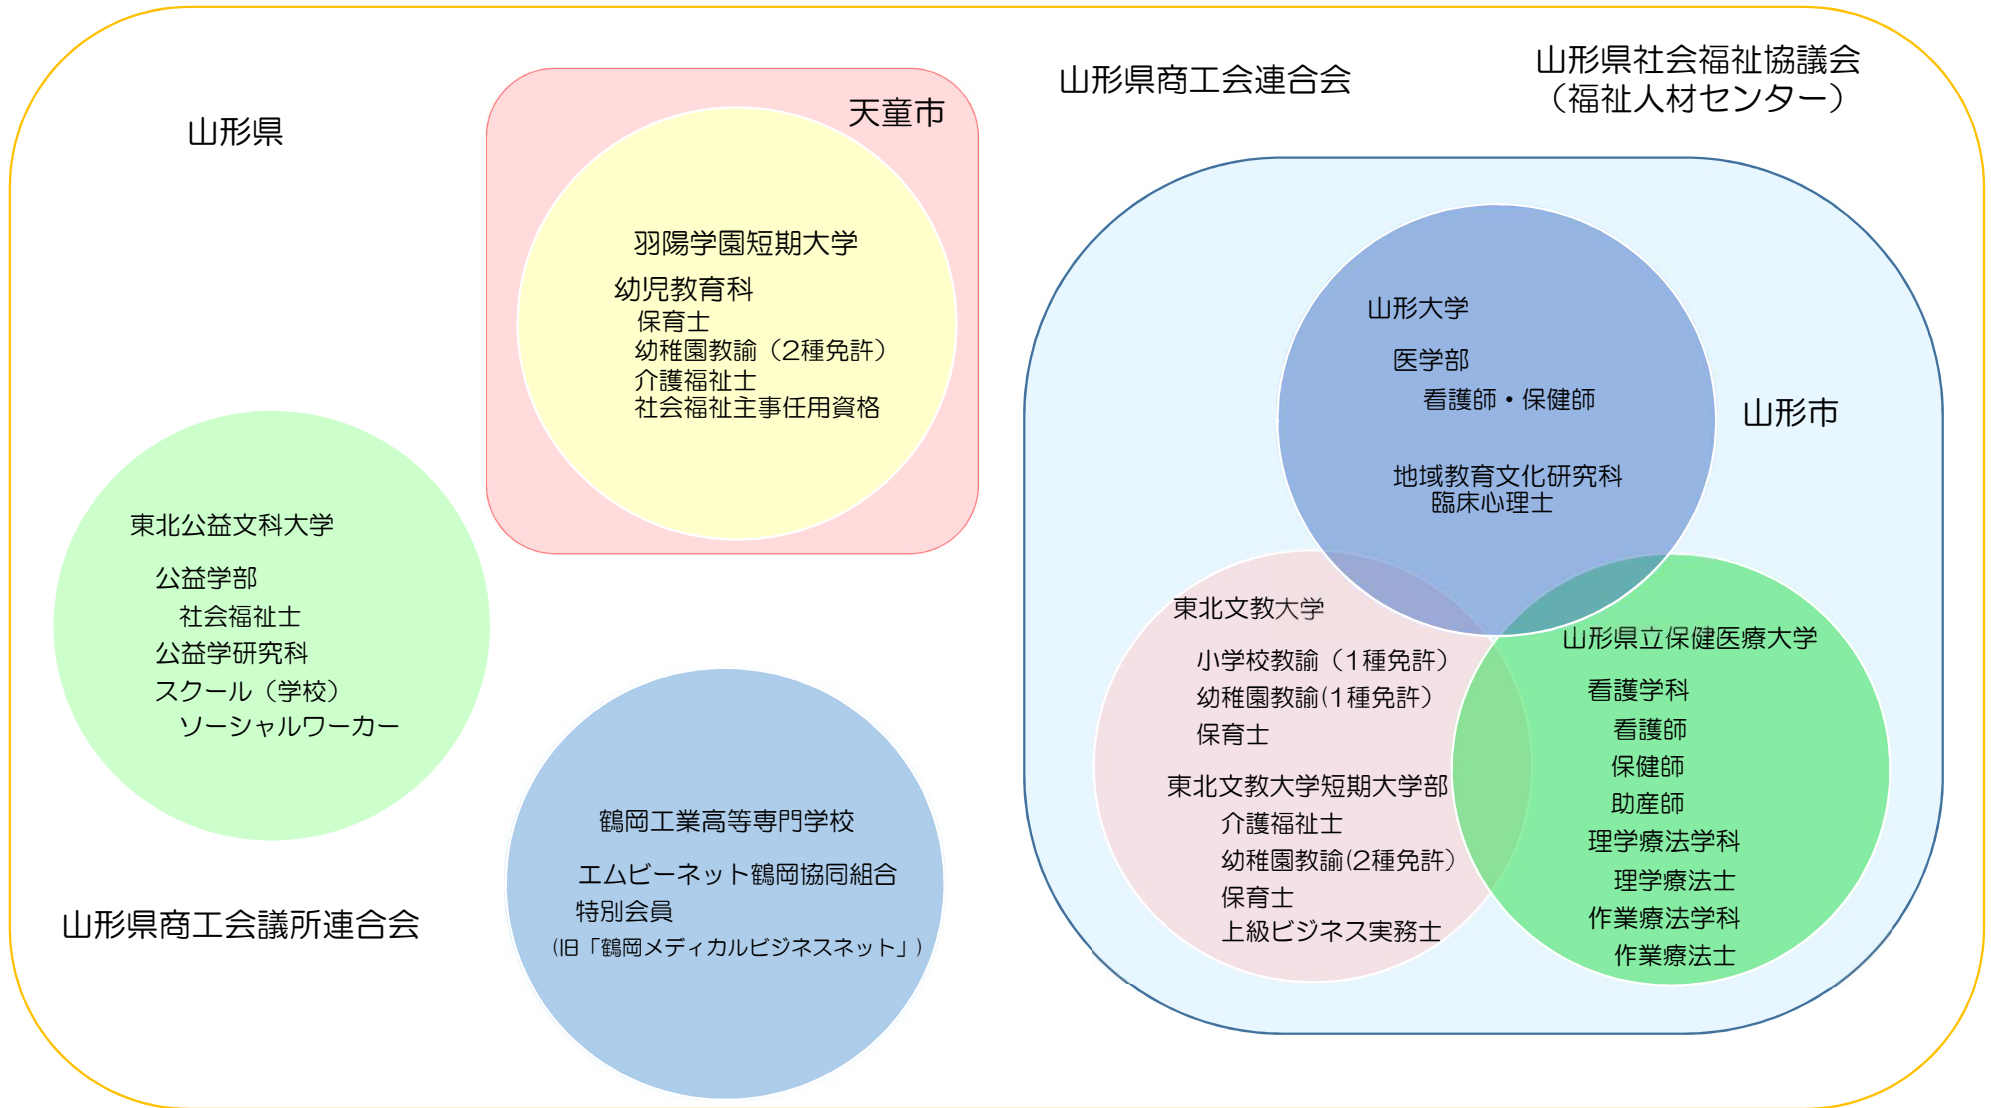 山形県
天童市
山形県商工会連合会
山形県社会福祉協議会
（福祉人材センター）
羽陽学園短期大学
幼児教育科
保育士
幼稚園教諭（2種免許）
介護福祉士
社会福祉主事任用資格
山形市
山形大学
医学部
看護師・保健師
地域教育文化研究科
臨床心理士
東北公益文科大学
公益学部
社会福祉士
公益学研究科
スクール（学校）
ソーシャルワーカー
東北文教大学
小学校教諭（1種免許）
幼稚園教諭(1種免許）
保育士
東北文教大学短期大学部
介護福祉士
幼稚園教諭(2種免許）
保育士
上級ビジネス実務士
山形県立保健医療大学
看護学科
看護師
保健師
助産師
理学療法学科
理学療法士
作業療法学科
作業療法士
鶴岡工業高等専門学校
エムビーネット鶴岡協同組合
特別会員
(旧「鶴岡メディカルビジネスネット」)
山形県商工会議所連合会